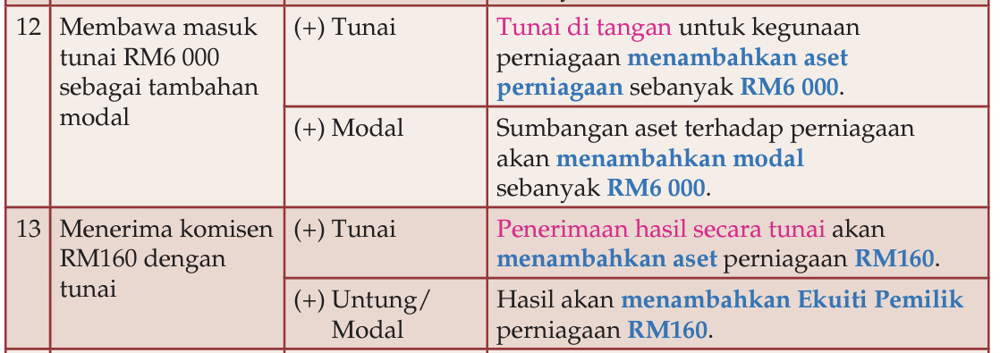 12 Membawa masuk
tunai RM6 000
sebagai tambahan
modal
(+) Tunai
Tunai di tangan untuk kegunaan
perniagaan menambahkan aset
perniagaan sebanyak RM6 000.
(+) Modal
Sumbangan aset terhadap perniagaan
akan menambahkan modal
sebanyak RM6 000.
13 Menerima komisen
RM160 dengan
tunai
(+) Tunai
Penerimaan hasil secara tunai akan
menambahkan aset perniagaan RM160.
(+) Untung/
Modal
Hasil akan menambahkan Ekuiti Pemilik
perniagaan RM160.